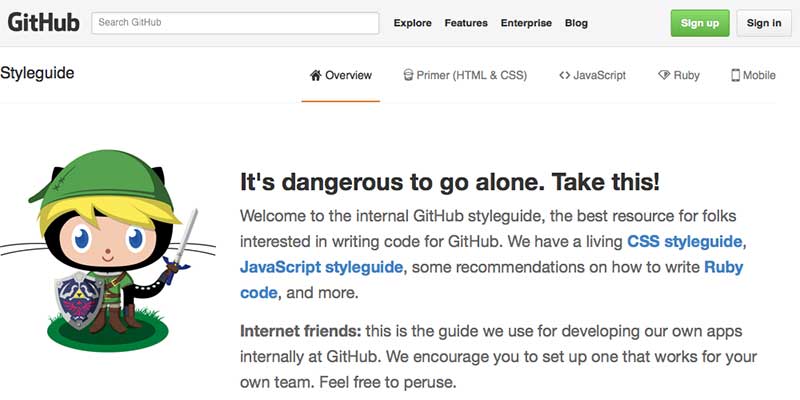 GitHub Search GitHub Explore Features Enterprise Blog Sign up Sign in
Styleguide Overview Primer (HTML & CSS) JavaScript Ruby Mobile
It's dangerous to go alone. Take this!
Welcome to the internal GitHub styleguide, the best resource for folks
interested in writing code for GitHub. We have a living CSS styleguide,
JavaScript styleguide, some recommendations on how to write Ruby
code, and more.
Internet friends: this is the guide we use for developing our own apps
internally at GitHub. We encourage you to set up one that works for your
own team. Feel free to peruse.